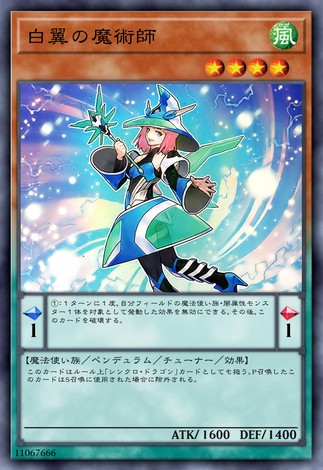 白翼の魔術師
風
①:1ターンに1度、自分フィールドの魔法使い族・闇属性モンス
ター1体を対象として発動した効果を無効にできる。その後、こ
のカードを破壊する。
1
1
【魔法使い族/ペンデュラム/チューナー/効果】
このカードはルール上「シンクロ・ドラゴン」カードとしても扱う。P召喚したこ
のカードはS召喚に使用された場合に除外される。
ATK/1600 DEF/1400
11067666